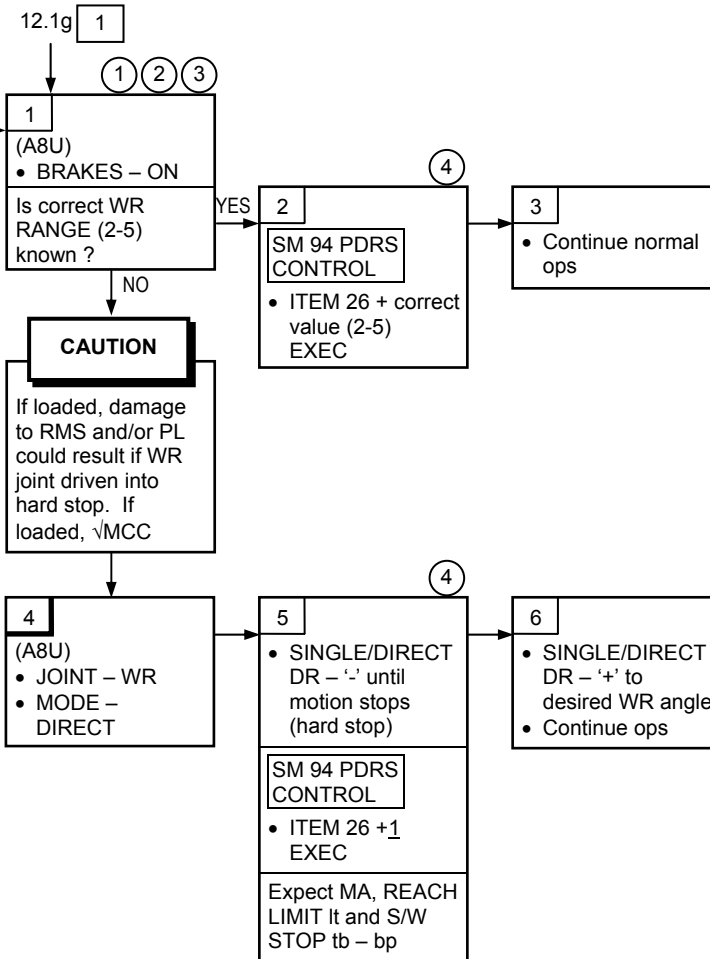 12.1g 1
1 2 3
1
(A8U)
• BRAKES – ON
Is correct WR
RANGE (2-5)
known ?
YES
NO
4
2
SM 94 PDRS
CONTROL
• ITEM 26 + correct
value (2-5)
EXEC
3
• Continue normal
ops
CAUTION
If loaded, damage
to RMS and/or PL
could result if WR
joint driven into
hard stop. If
loaded, √MCC
4
(A8U)
• JOINT – WR
• MODE –
DIRECT
4
5
• SINGLE/DIRECT
DR – ‘-’ until
motion stops
(hard stop)
SM 94 PDRS
CONTROL
• ITEM 26 +1
EXEC
Expect MA, REACH
LIMIT lt and S/W
STOP tb – bp
6
• SINGLE/DIRECT
DR – ‘+’ to
desired WR angle
• Continue ops